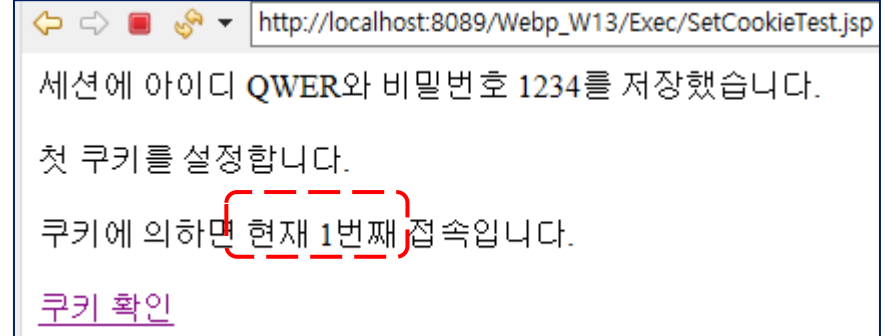 http://localhost:8089/Webp_W13/Exec/SetCookieTest.jsp
세션에 아이디 QWER와 비밀번호 1234를 저장했습니다.
첫 쿠키를 설정합니다.
쿠키에 의하면 현재 1번째 접속입니다.
쿠키 확인